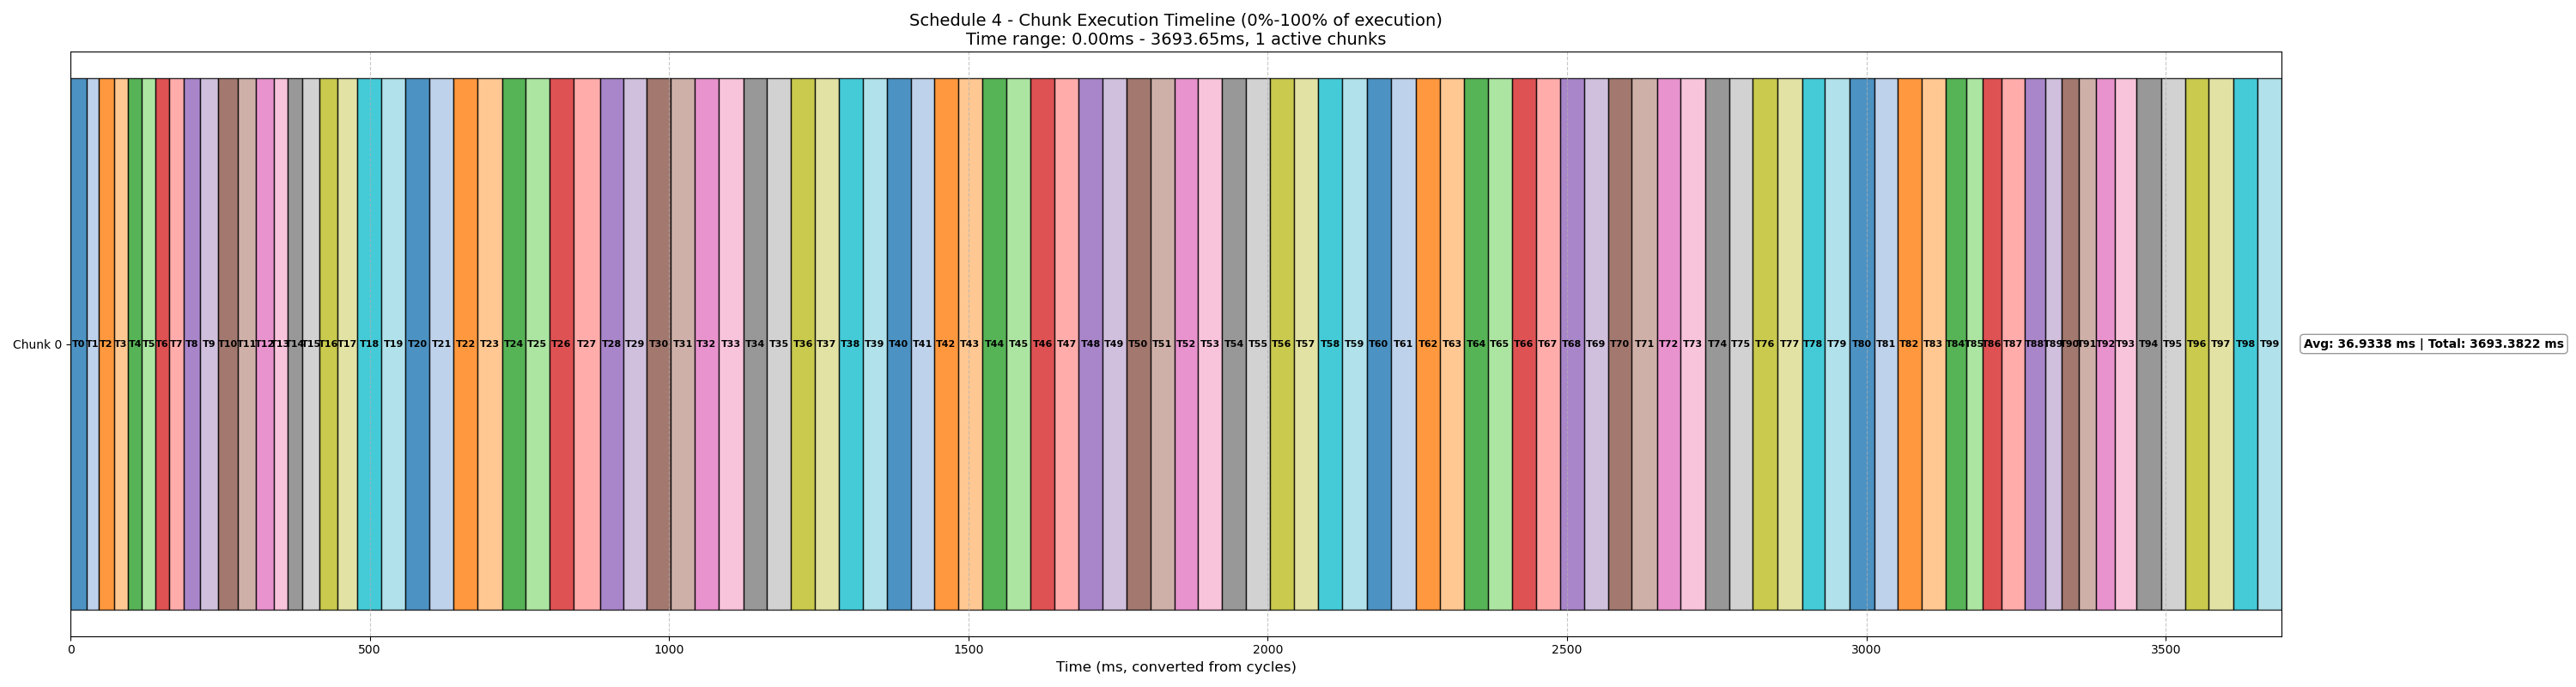 Schedule 4 - Chunk Execution Timeline (0%-100% of execution)
Time range: 0.00ms - 3693.65ms, 1 active chunks
Chunk 0 T0 T1 T2 T3 T4 T5 T6 T7 T8 T9 T10 T11 T12 T13 T14 T15 T16 T17 T18 T19 T20 T21 T22 T23 T24 T25 T26 T27 T28 T29 T30 T31 T32 T33 T34 T35 T36 T37 T38 T39 T40 T41 T42 T43 T44 T45 T46 T47 T48 T49 T50 T51 T52 T53 T54 T55 T56 T57 T58 T59 T60 T61 T62 T63 T64 T65 T66 T67 T68 T69 T70 T71 T72 T73 T74 T75 T76 T77 T78 T79 T80 T81 T82 T83 T84 T85 T86 T87 T88 T89 T90 T91 T92 T93 T94 T95 T96 T97 T98 T99 Avg: 36.9338 ms | Total: 3693.3822 ms
0 500 1000 1500 2000 2500 3000 3500
Time (ms, converted from cycles)